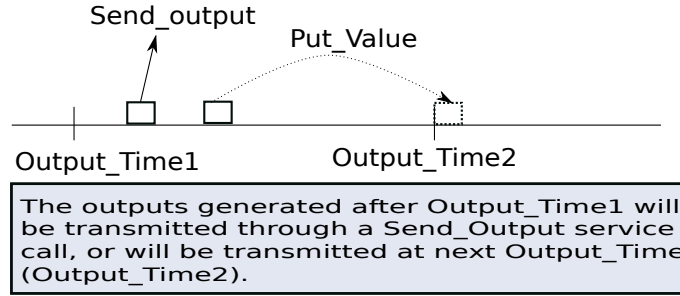 Send_output
Put_Value
Output_Time1
Output_Time2
The outputs generated after Output_Time1 will
be transmitted through a Send_Output service
call, or will be transmitted at next Output_Time
(Output_Time2).